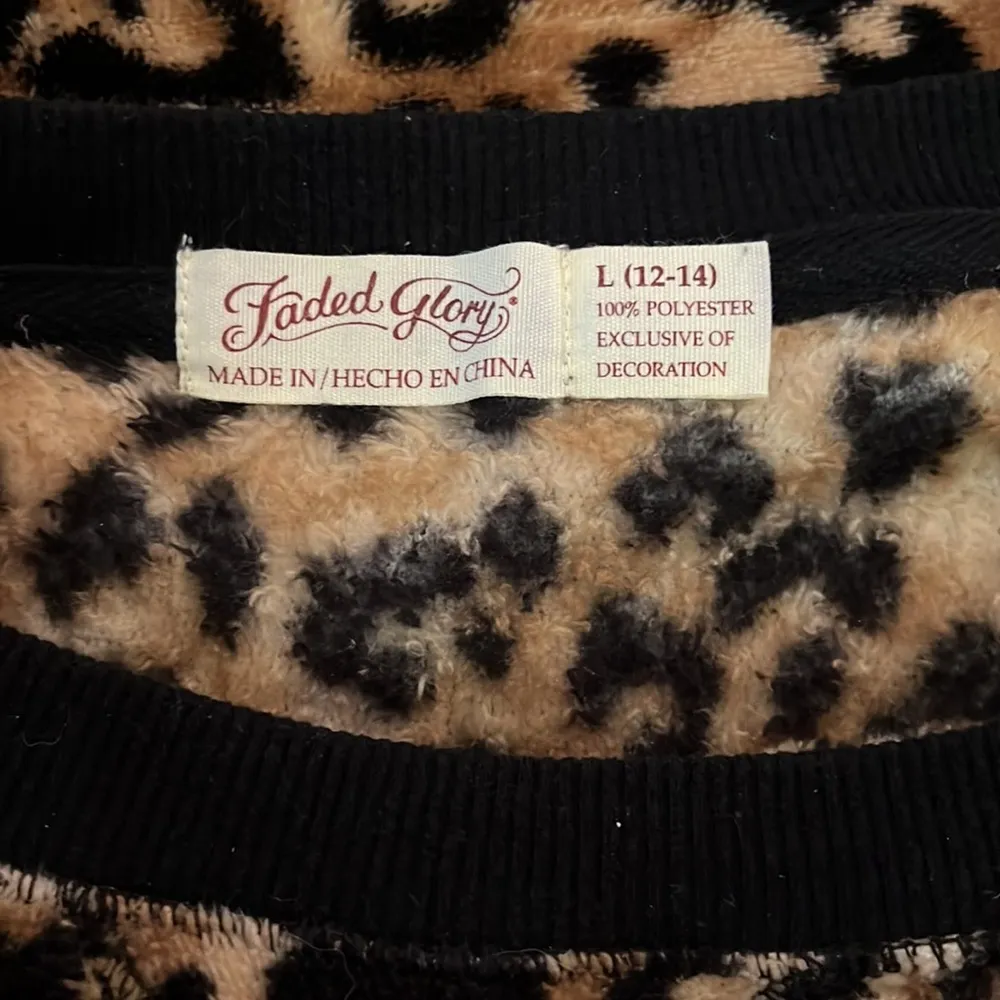 Faded Glory®
MADE IN/HECHO EN CHINA
L (12-14)
100% POLYESTER
EXCLUSIVE OF
DECORATION